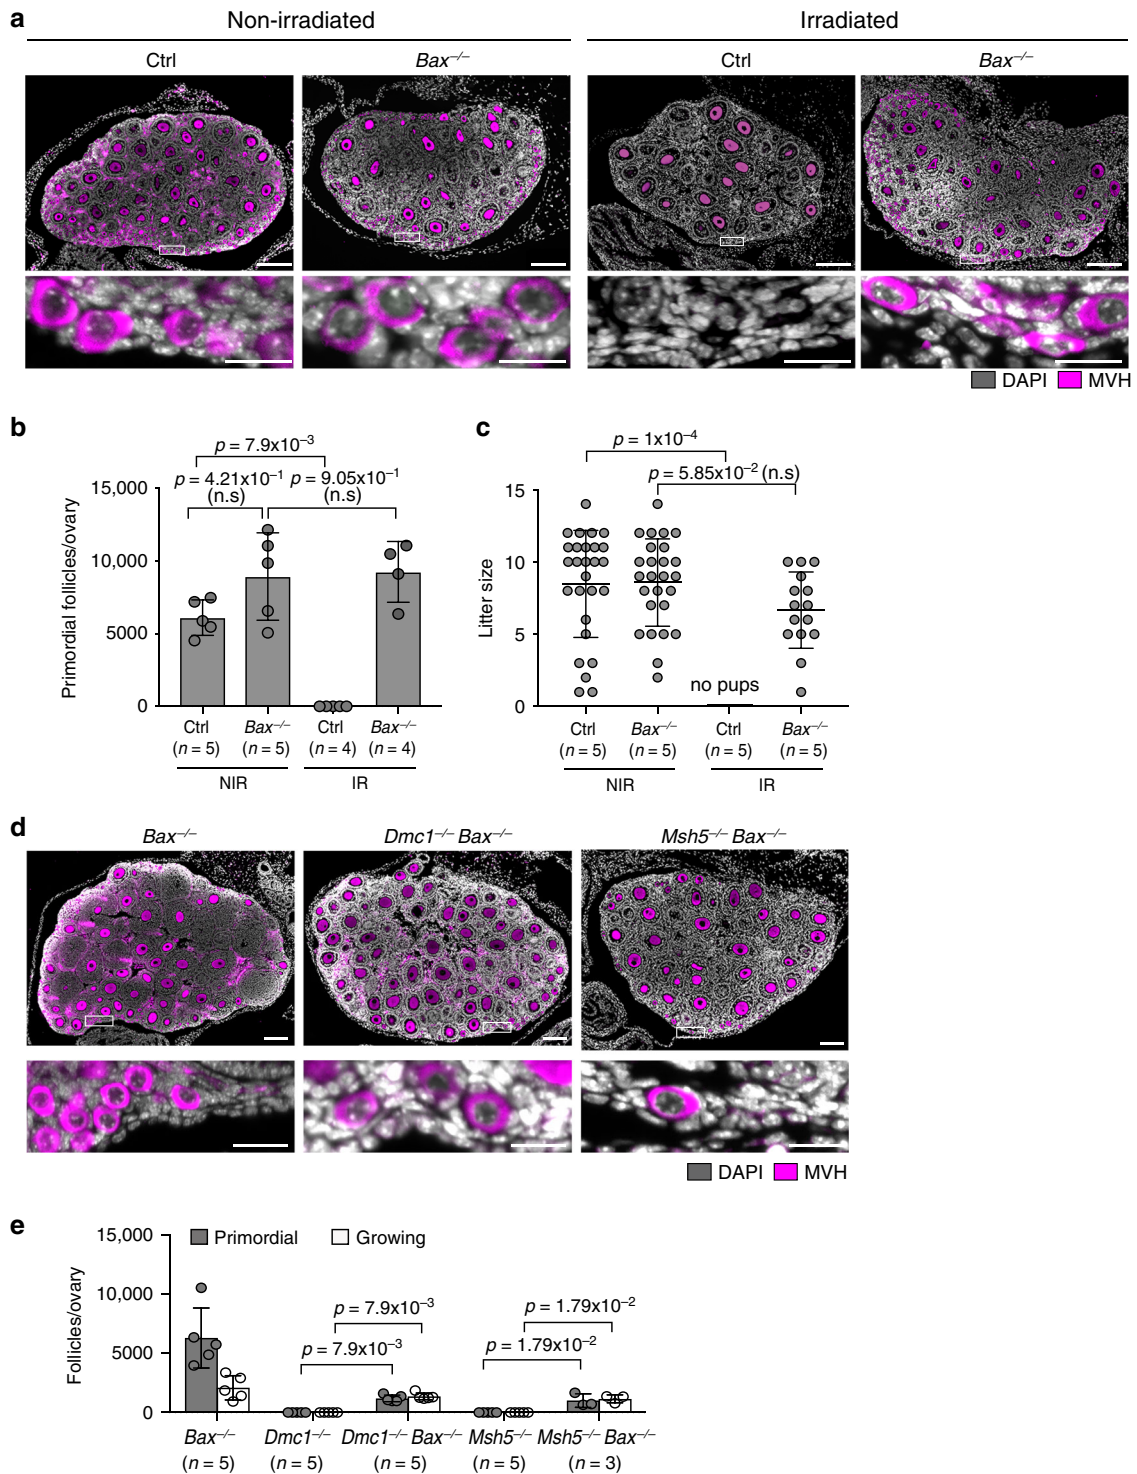 a
Non-irradiated Irradiated
Ctrl Bax–/– Ctrl Bax–/–
DAPI MVH
b
p = 7.9x10–3
p = 4.21x10–1 (n.s) p = 9.05x10–1 (n.s)
Primordial follicles/ovary
15,000
10,000
5000
0
Ctrl (n = 5) Bax–/– (n = 5) Ctrl (n = 4) Bax–/– (n = 4)
NIR IR
c
p = 1x10–4
p = 5.85x10–2 (n.s)
Litter size
15
10
5
0
no pups
Ctrl (n = 5) Bax–/– (n = 5) Ctrl (n = 5) Bax–/– (n = 5)
NIR IR
d
Bax–/– Dmc1–/– Bax–/– Msh5–/– Bax–/–
DAPI MVH
e
Follicles/ovary
15,000
10,000
5000
0
Primordial Growing
p = 7.9x10–3
p = 7.9x10–3
p = 1.79x10–2
p = 1.79x10–2
Bax–/– Dmc1–/– Dmc1–/– Bax–/– Msh5–/– Msh5–/– Bax–/–
(n = 5) (n = 5) (n = 5) (n = 5) (n = 3)